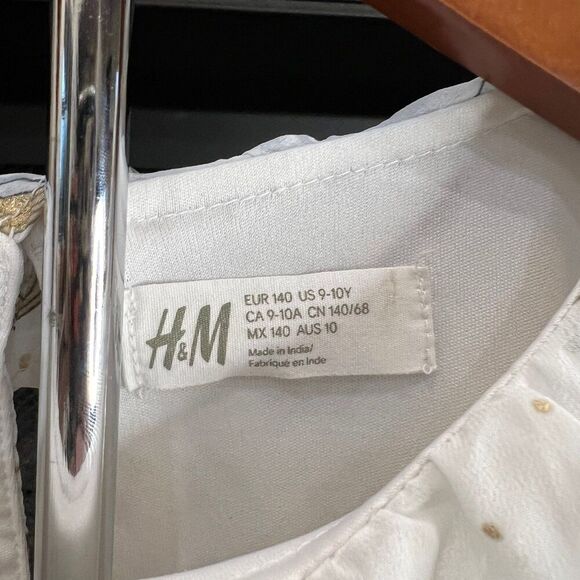 H&M
EUR 140 US 9-10Y
CA 9-10A CN 140/68
MX 140 AUS 10
Made in India/
Fabriqué en Inde